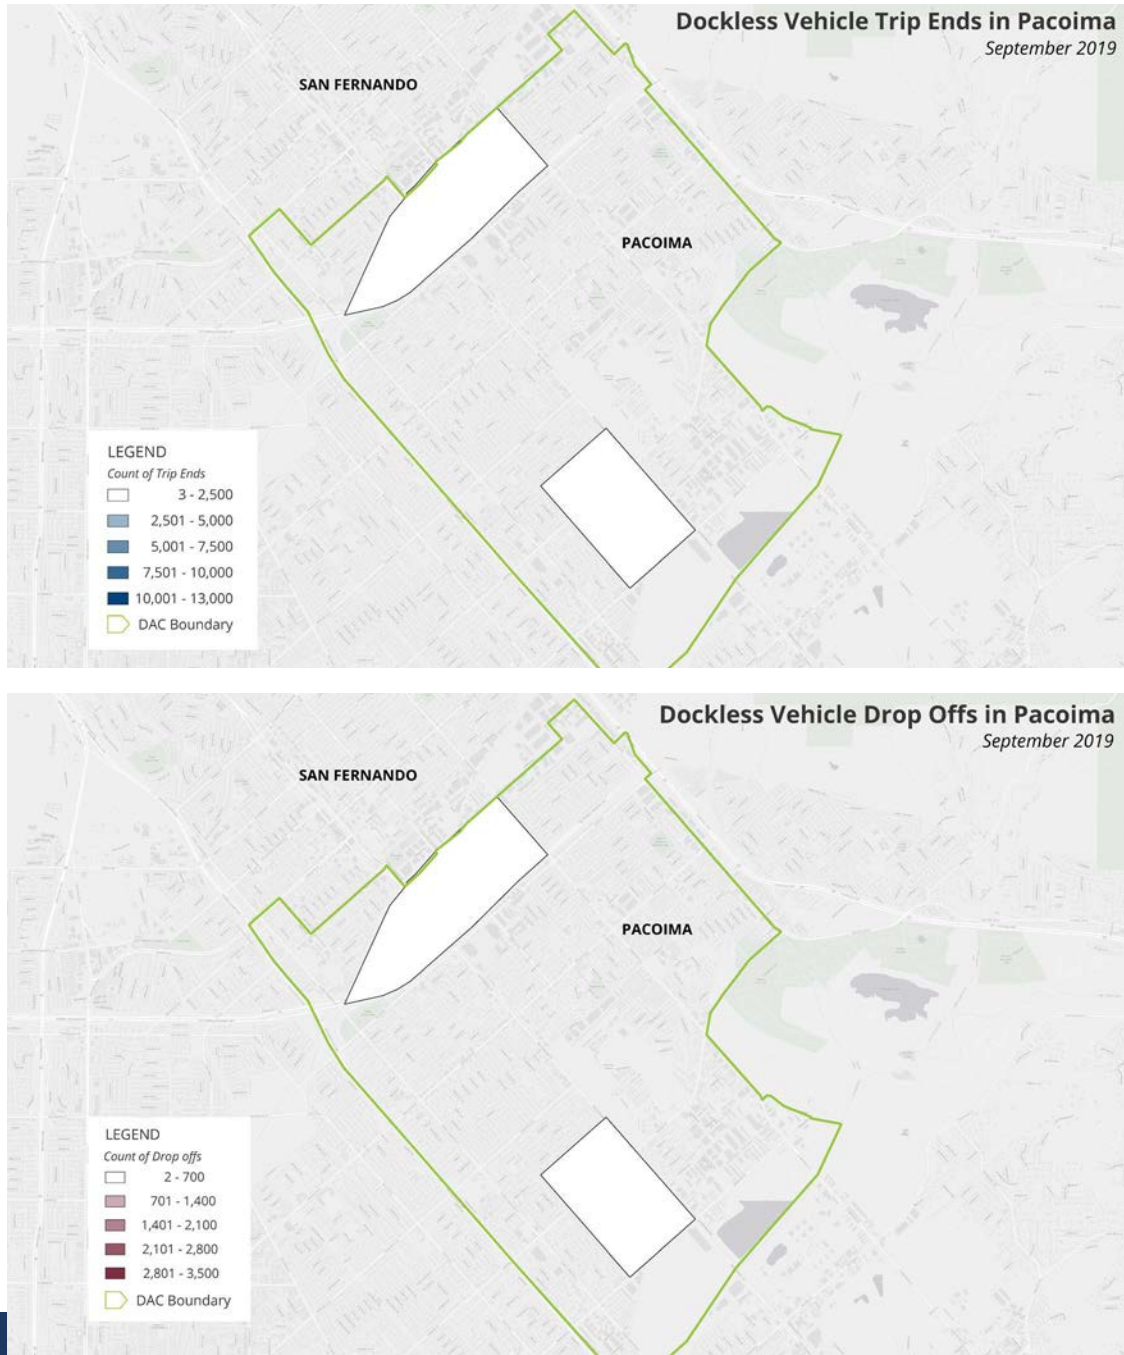 Dockless Vehicle Trip Ends in Pacoima
September 2019
SAN FERNANDO
PACOIMA
LEGEND
Count of Trip Ends
3 - 2,500
2,501 - 5,000
5,001 - 7,500
7,501 - 10,000
10,001 - 13,000
DAC Boundary
Dockless Vehicle Drop Offs in Pacoima
September 2019
SAN FERNANDO
PACOIMA
LEGEND
Count of Drop offs
2 - 700
701 - 1,400
1,401 - 2,100
2,101 - 2,800
2,801 - 3,500
DAC Boundary